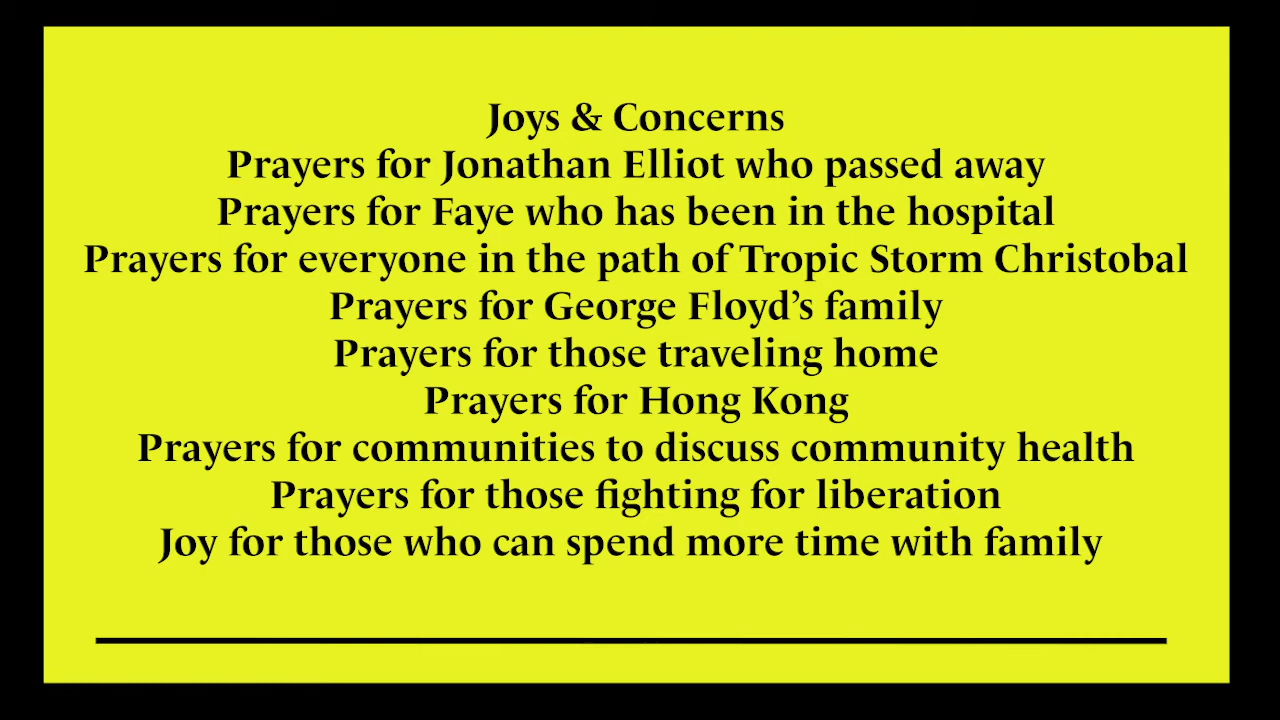 Joys & Concerns
Prayers for Jonathan Elliot who passed away
Prayers for Faye who has been in the hospital
Prayers for everyone in the path of Tropic Storm Christobal
Prayers for George Floyd’s family
Prayers for those traveling home
Prayers for Hong Kong
Prayers for communities to discuss community health
Prayers for those fighting for liberation
Joy for those who can spend more time with family